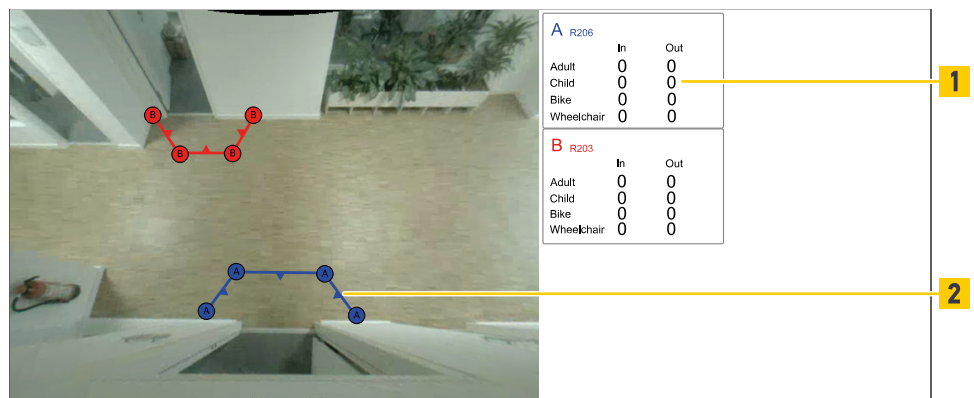 A R206
In Out
Adult 0 0
Child 0 0
Bike 0 0
Wheelchair 0 0
B R203
In Out
Adult 0 0
Child 0 0
Bike 0 0
Wheelchair 0 0
1
2
B B
B B
A A
A A